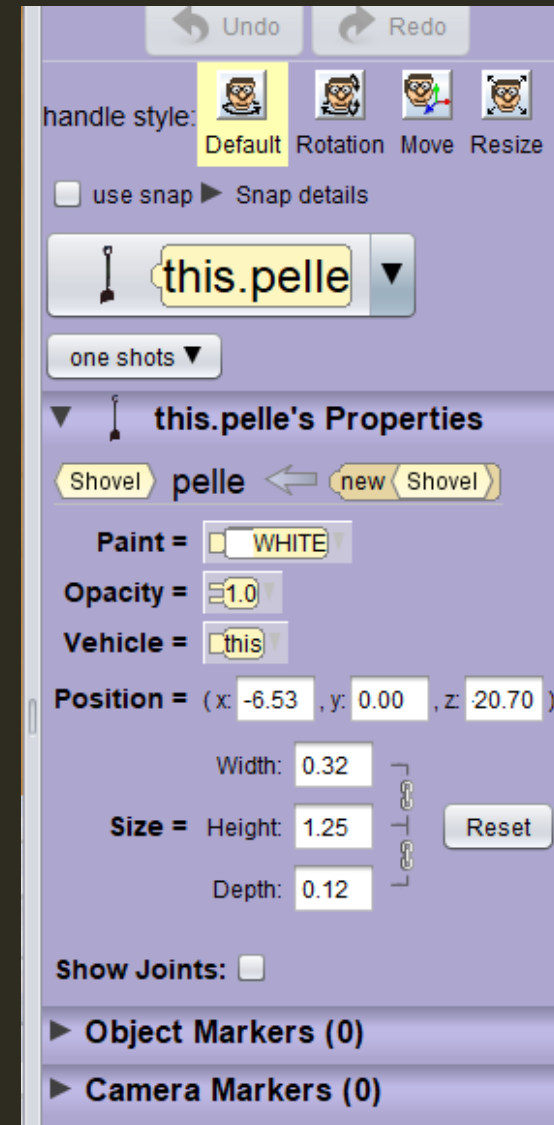 Undo Redo
handle style: Default Rotation Move Resize
use snap ▶ Snap details
this.pelle ▼
one shots ▼
▼ this.pelle's Properties
Shovel pelle new Shovel
Paint = WHITE
Opacity = 1.0
Vehicle = this
Position = ( x: -6.53 , y: 0.00 , z: -20.70 )
Width: 0.32
Size = Height: 1.25 Reset
Depth: 0.12
Show Joints:
▶ Object Markers (0)
▶ Camera Markers (0)